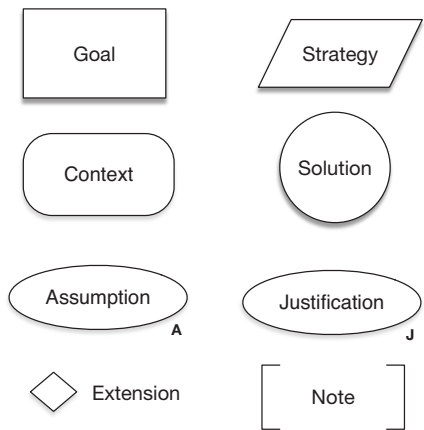 Goal
Strategy
Context
Solution
Assumption
A
Justification
J
Extension
Note